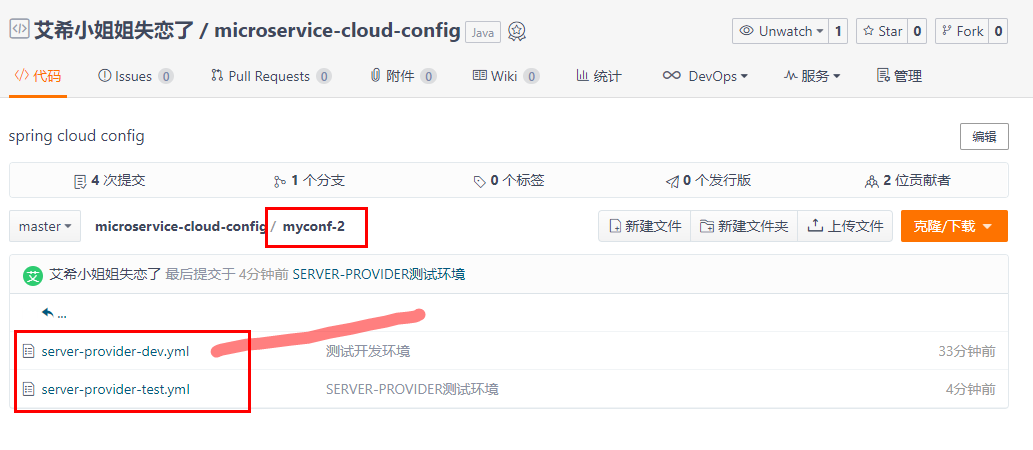 艾希小姐姐失恋了 / microservice-cloud-config Java Unwatch 1 Star 0 Fork 0
代码 Issues 0 Pull Requests 0 附件 0 Wiki 0 统计 DevOps 服务 管理
spring cloud config 编辑
4 次提交 1 个分支 0 个标签 0 个发行版 2 位贡献者
master microservice-cloud-config / myconf-2 新建文件 新建文件夹 上传文件 克隆/下载
艾 艾希小姐姐失恋了 最后提交于 4分钟前 SERVER-PROVIDER测试环境
...
server-provider-dev.yml 测试开发环境 33分钟前
server-provider-test.yml SERVER-PROVIDER测试环境 4分钟前